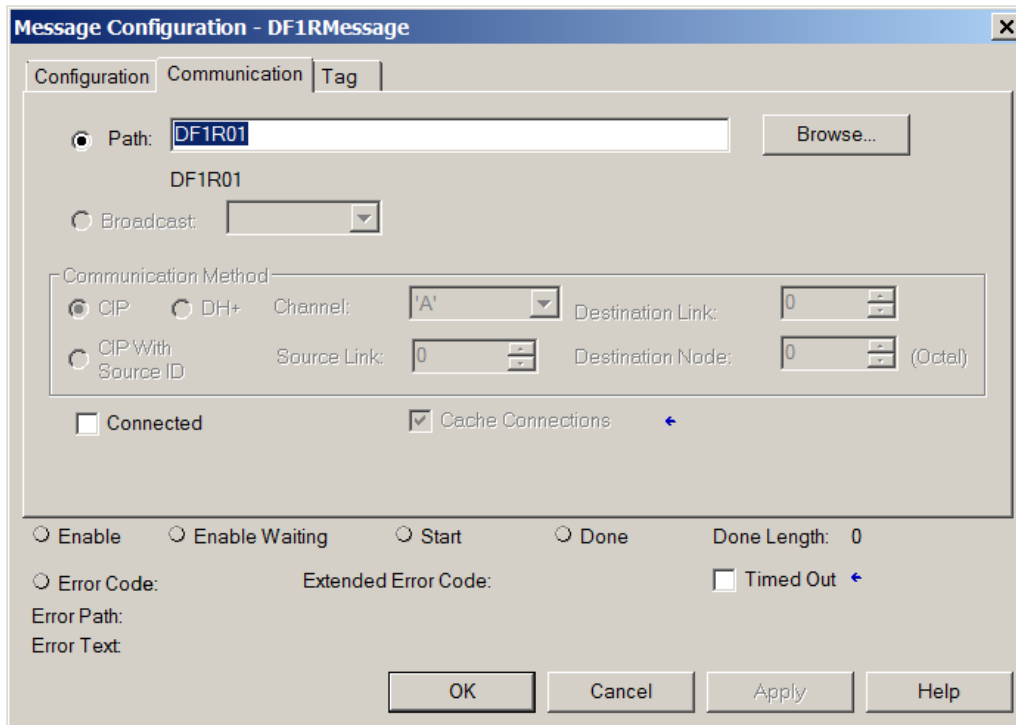 Message Configuration - DF1RMessage
Configuration Communication Tag
Path: DF1R01 Browse...
DF1R01
Broadcast:
Communication Method
CIP DH+ Channel: 'A' Destination Link: 0
CIP With Source ID Source Link: 0 Destination Node: 0 (Octal)
Connected Cache Connections
Enable Enable Waiting Start Done Done Length: 0
Error Code: Extended Error Code: Timed Out
Error Path:
Error Text:
OK Cancel Apply Help